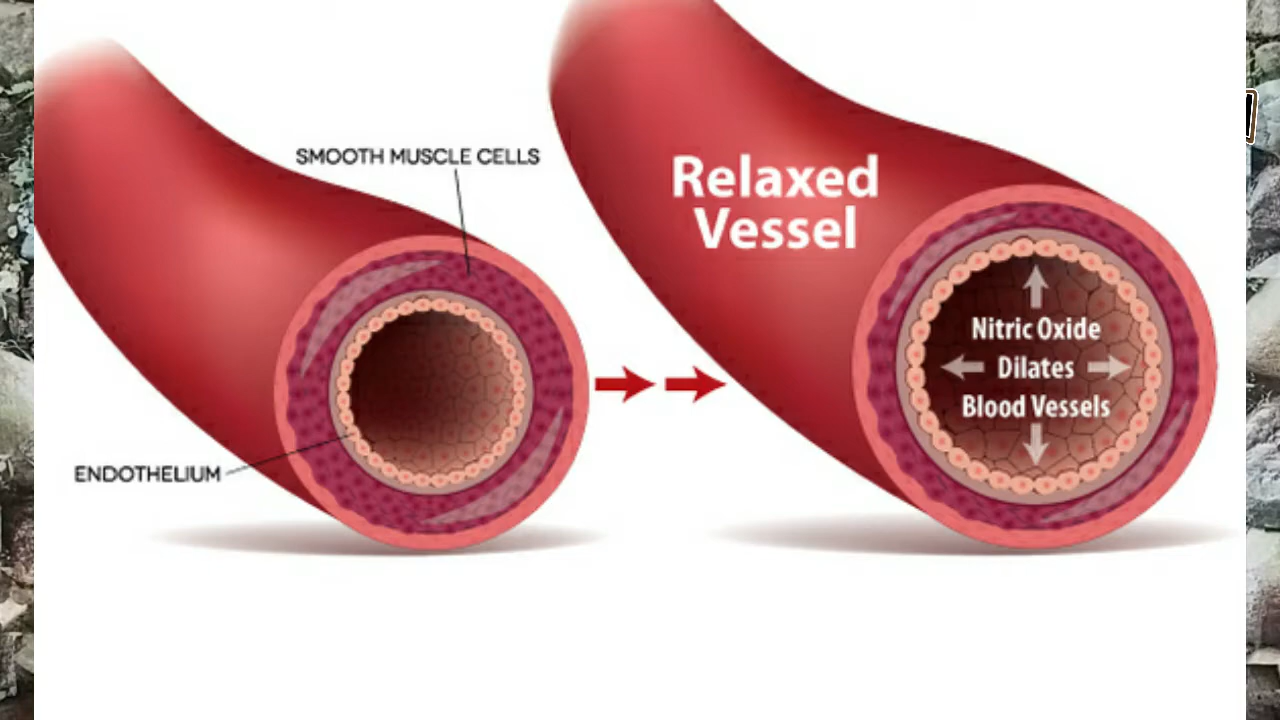 SMOOTH MUSCLE CELLS
ENDOTHELIUM
Relaxed
Vessel
Nitric Oxide
Dilates
Blood Vessels